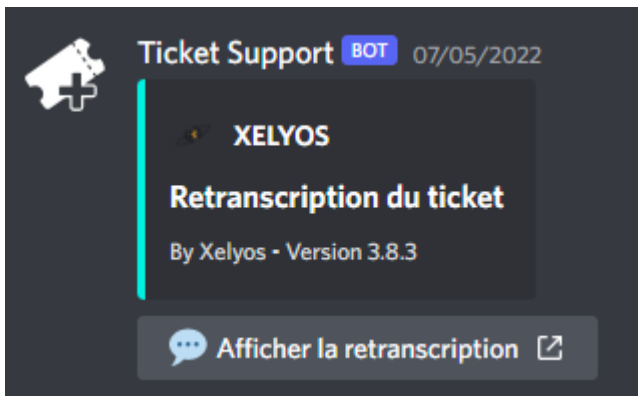 Ticket Support BOT 07/05/2022
XELYOS
Retranscription du ticket
By Xelyos - Version 3.8.3
Afficher la retranscription